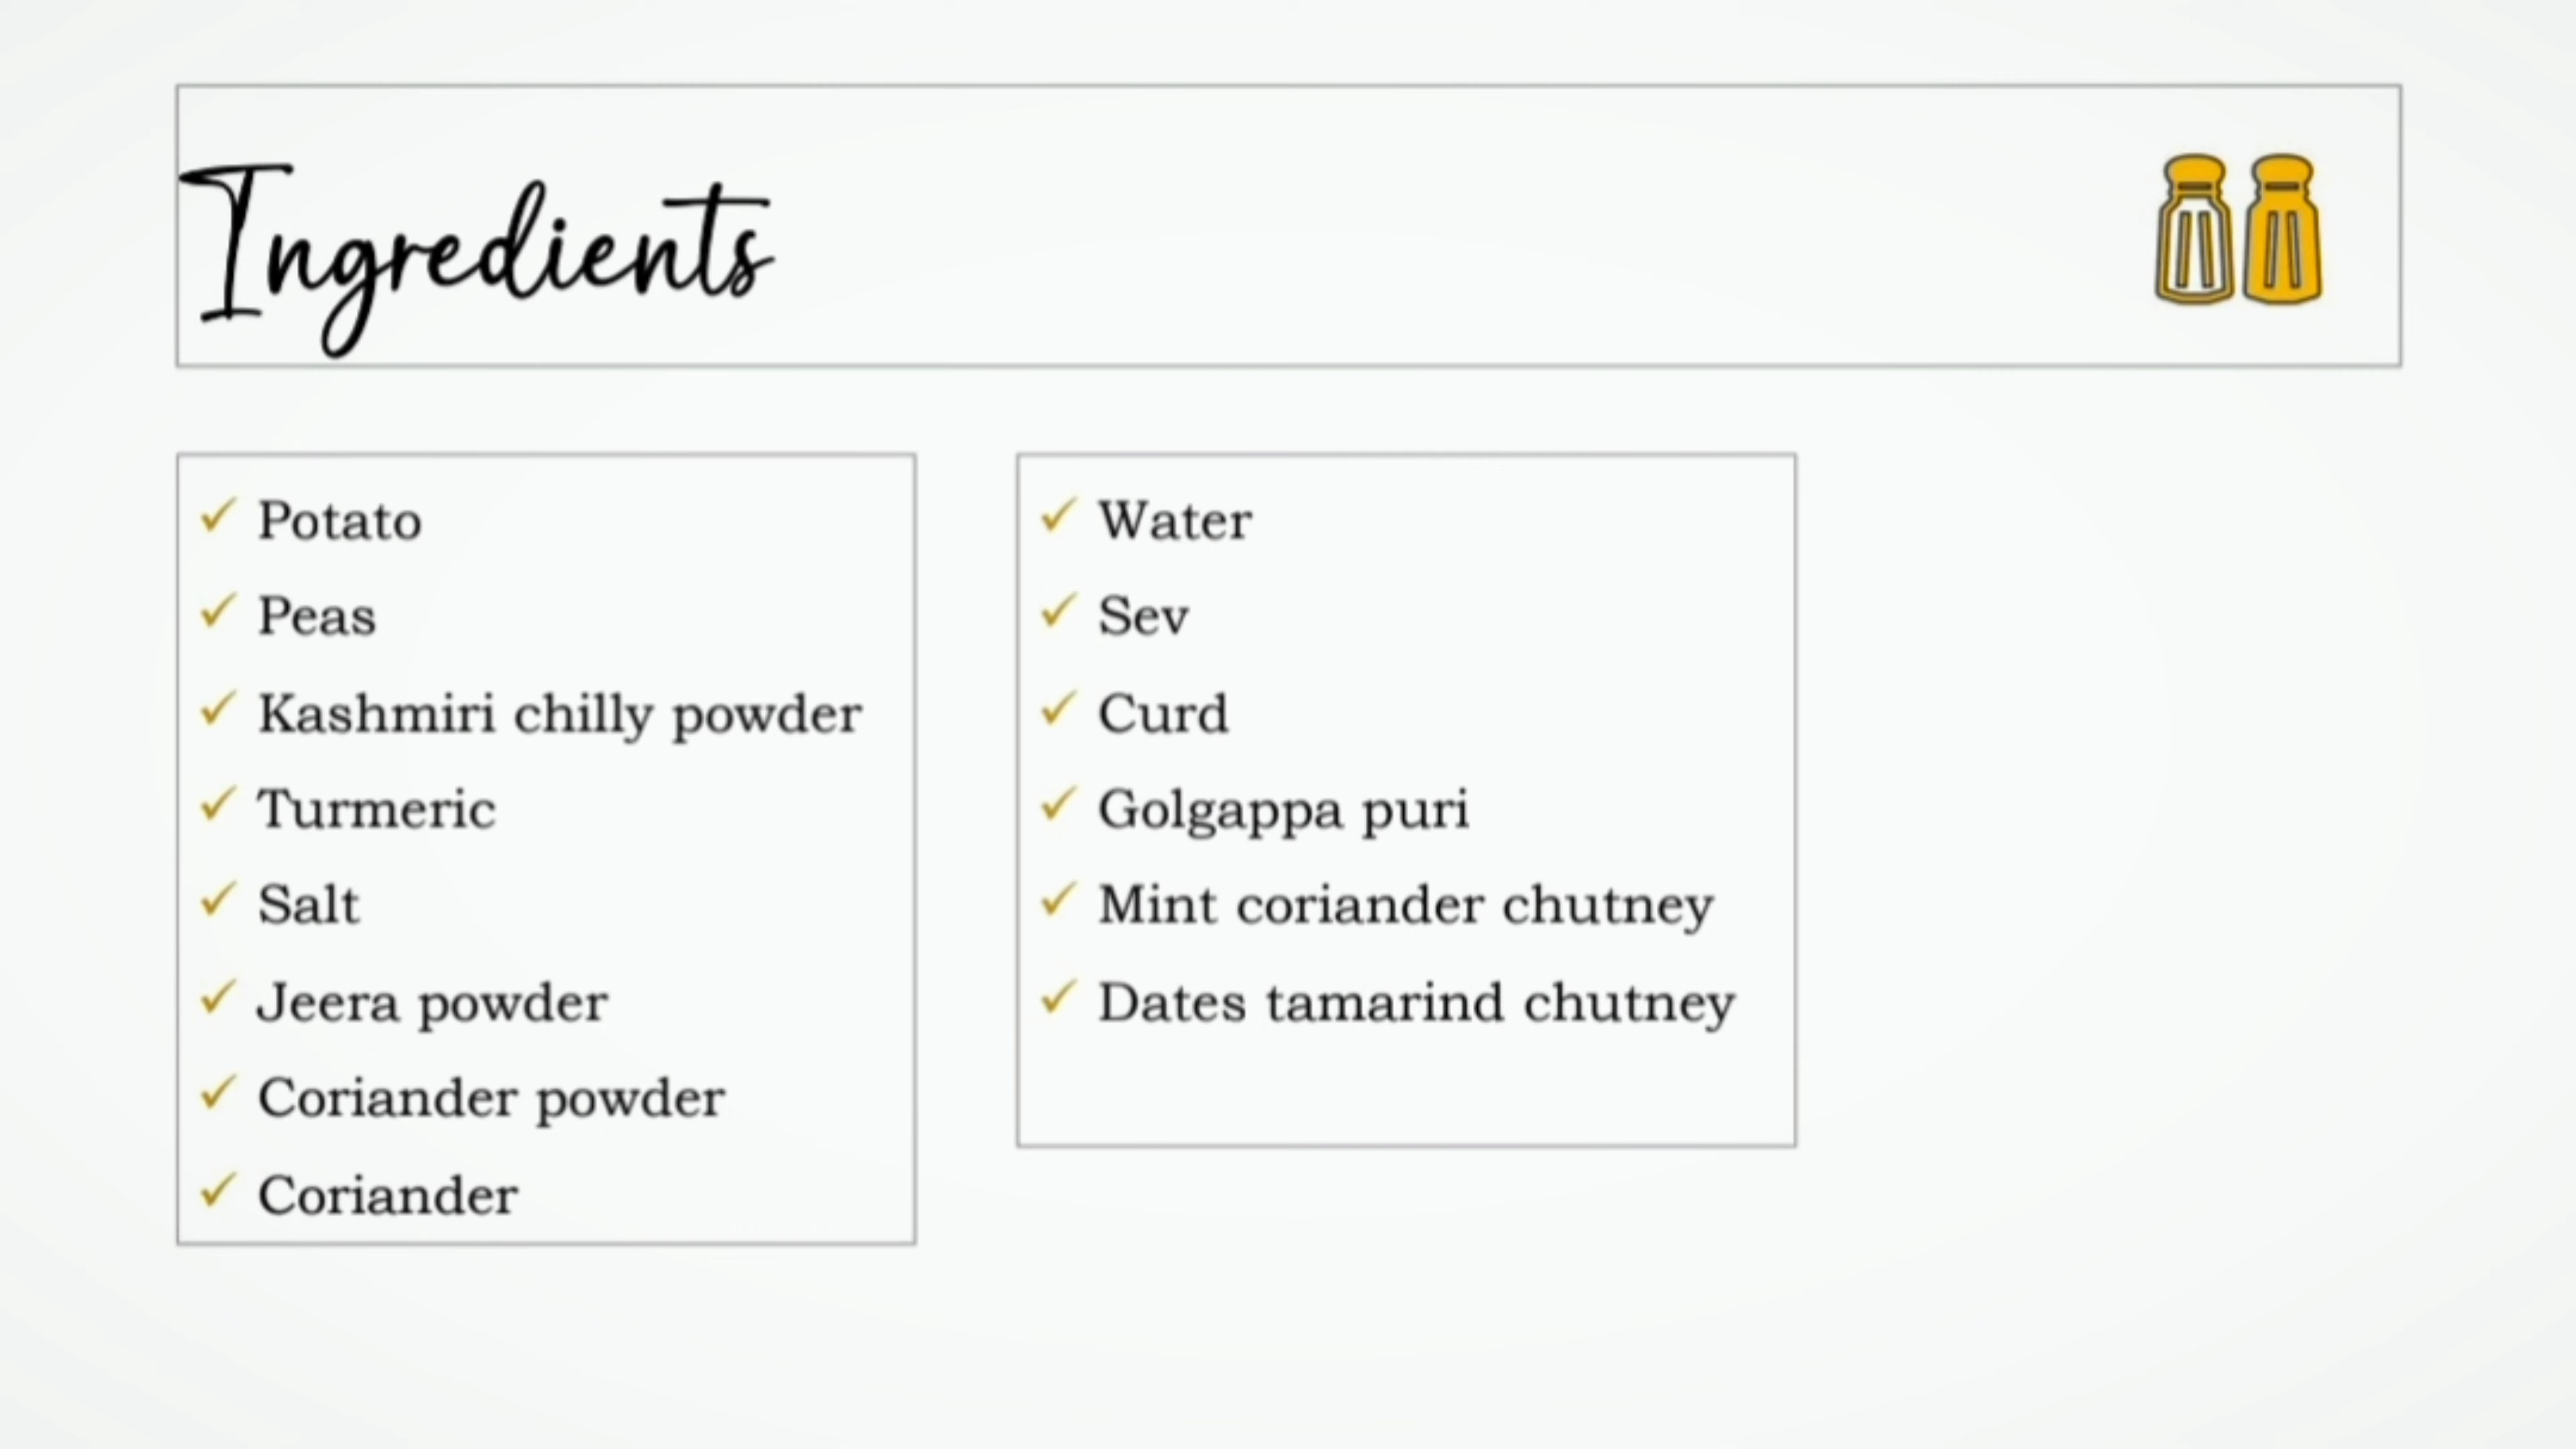 Ingredients
Potato
Peas
Kashmiri chilly powder
Turmeric
Salt
Jeera powder
Coriander powder
Coriander
Water
Sev
Curd
Golgappa puri
Mint coriander chutney
Dates tamarind chutney